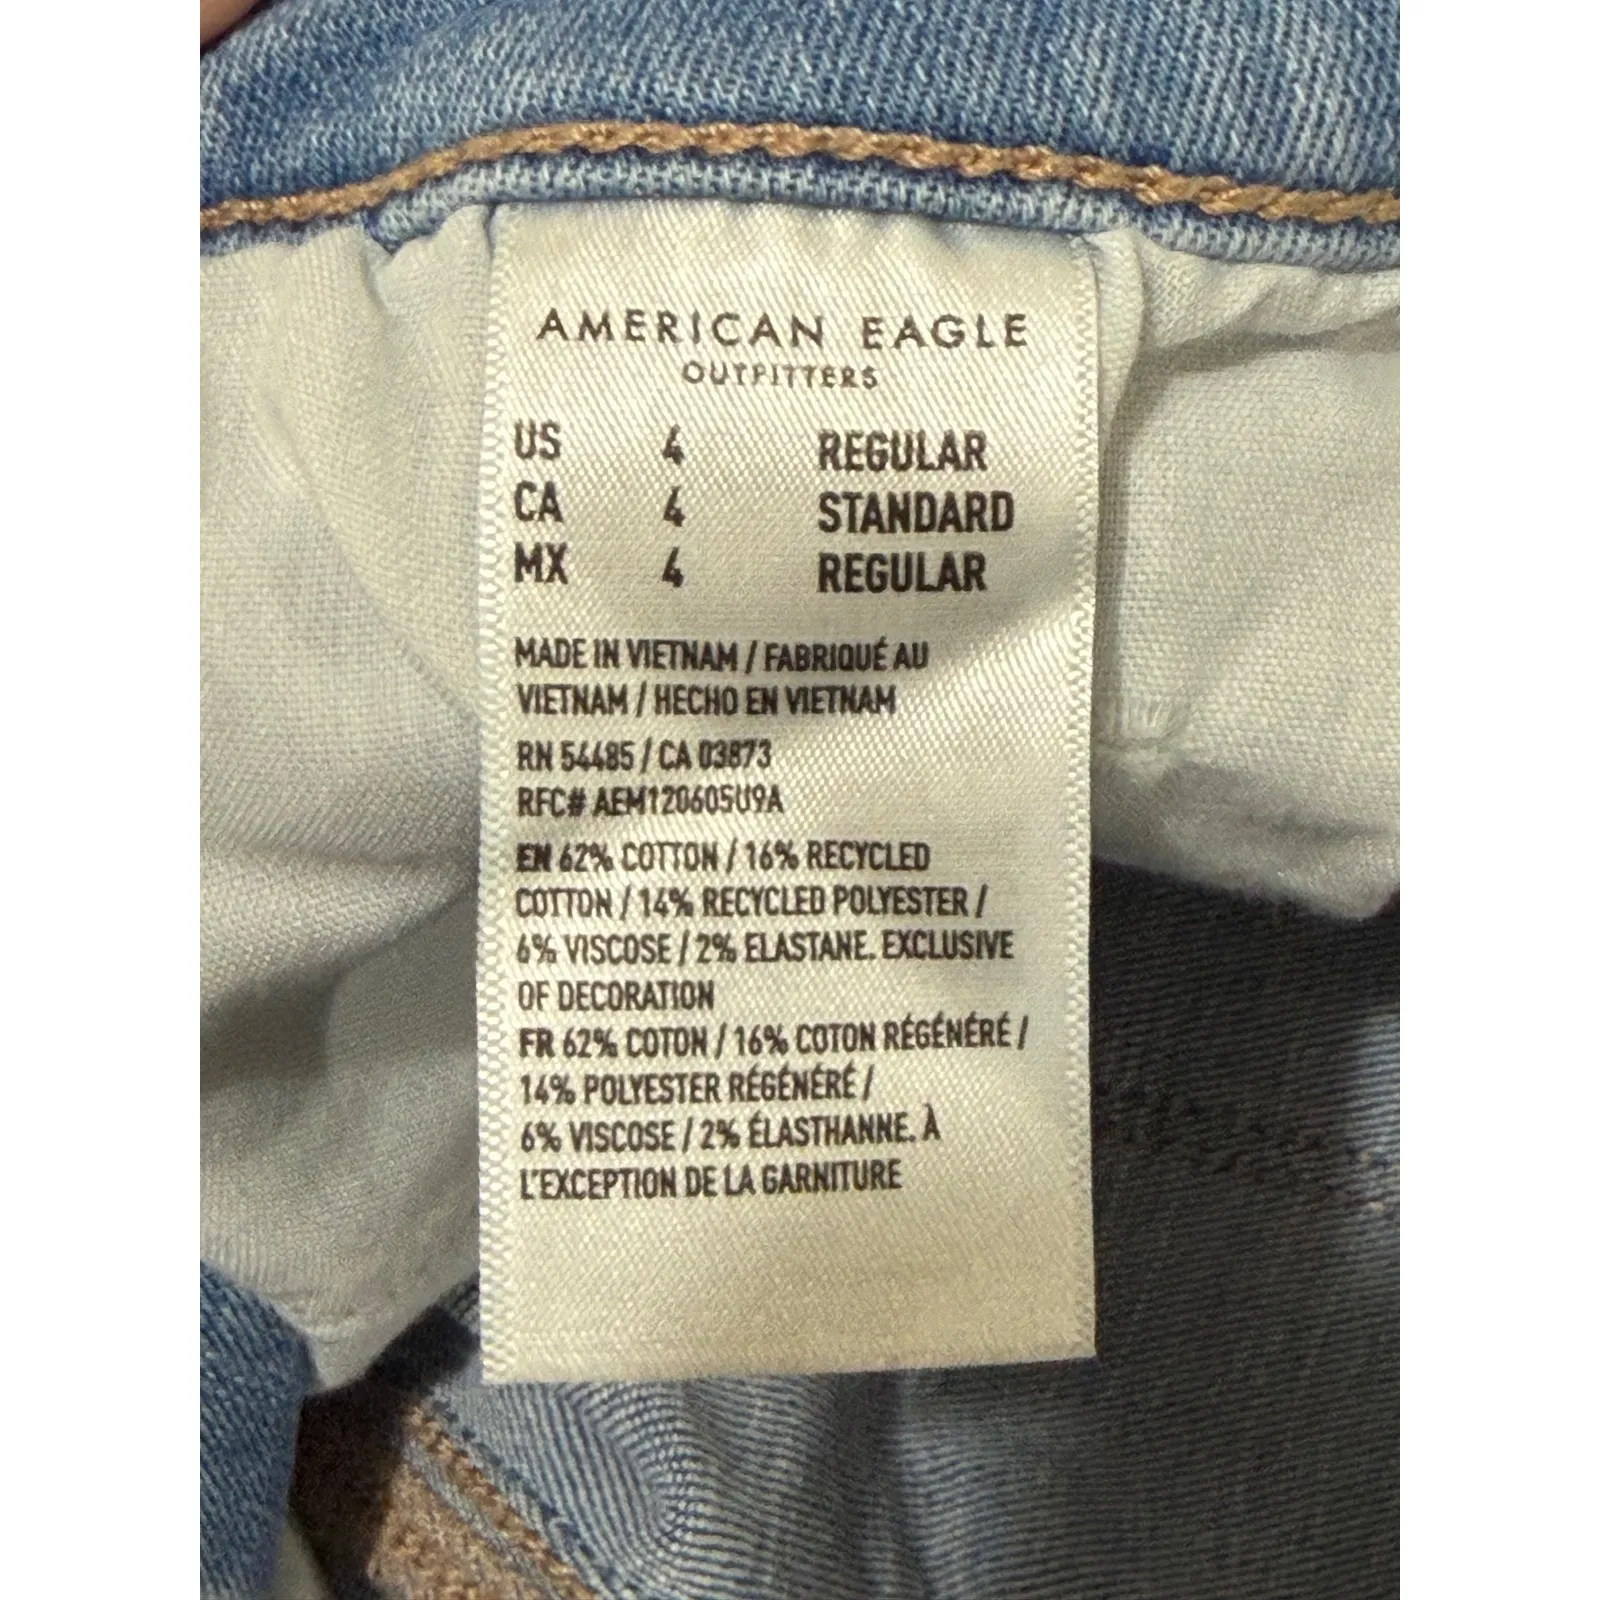 AMERICAN EAGLE
OUTFITTERS
US 4 REGULAR
CA 4 STANDARD
MX 4 REGULAR
MADE IN VIETNAM / FABRIQUÉ AU
VIETNAM / HECHO EN VIETNAM
RN 54485 / CA 03873
RFC# AEM120605U9A
EN 62% COTTON / 16% RECYCLED
COTTON / 14% RECYCLED POLYESTER /
6% VISCOSE / 2% ELASTANE. EXCLUSIVE
OF DECORATION
FR 62% COTON / 16% COTON RÉGÉNÉRÉ /
14% POLYESTER RÉGÉNÉRÉ /
6% VISCOSE / 2% ÉLASTHANNE. À
L'EXCEPTION DE LA GARNITURE